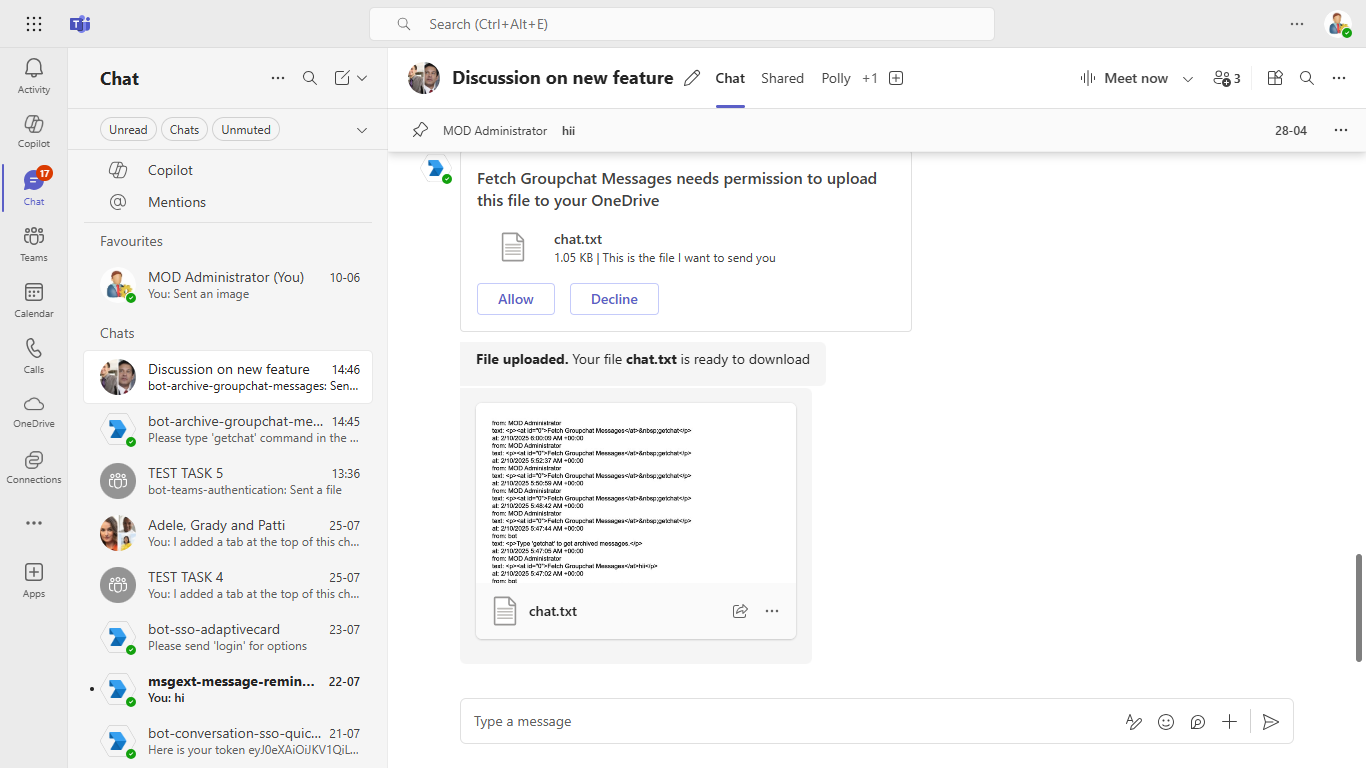 Search (Ctrl+Alt+E)
Activity
Copilot
17
Chat
Teams
Calendar
Calls
OneDrive
Connections
Apps
Chat
Unread
Chats
Unmuted
Copilot
Mentions
Favourites
MOD Administrator (You) 10-06
You: Sent an image
Chats
Discussion on new feature 14:46
bot-archive-groupchat-messages: Sen...
bot-archive-groupchat-me... 14:45
Please type 'getchat' command in the ...
TEST TASK 5 13:36
bot-teams-authentication: Sent a file
Adele, Grady and Patti 25-07
You: I added a tab at the top of this ch...
TEST TASK 4 25-07
You: I added a tab at the top of this ch...
bot-sso-adaptivecard 23-07
Please send 'login' for options
msgext-message-remin... 22-07
You: hi
bot-conversation-sso-quic... 21-07
Here is your token eyJ0eXAiOiJKV1QiL...
Discussion on new feature Chat Shared Polly +1 Meet now 3
MOD Administrator hii 28-04
Fetch Groupchat Messages needs permission to upload
this file to your OneDrive
chat.txt
1.05 KB | This is the file I want to send you
Allow Decline
File uploaded. Your file chat.txt is ready to download
from: MOD Administrator
text: <p><at id="0">Fetch Groupchat Messages</at>&nbsp;getchat</p>
at: 2/10/2025 6:00:09 AM +00:00
from: MOD Administrator
text: <p><at id="0">Fetch Groupchat Messages</at>&nbsp;getchat</p>
at: 2/10/2025 5:52:37 AM +00:00
from: MOD Administrator
text: <p><at id="0">Fetch Groupchat Messages</at>&nbsp;getchat</p>
at: 2/10/2025 5:50:59 AM +00:00
from: MOD Administrator
text: <p><at id="0">Fetch Groupchat Messages</at>&nbsp;getchat</p>
at: 2/10/2025 5:48:42 AM +00:00
from: MOD Administrator
text: <p><at id="0">Fetch Groupchat Messages</at>&nbsp;getchat</p>
at: 2/10/2025 5:47:44 AM +00:00
from: bot
text: <p>Type 'getchat' to get archived messages.</p>
at: 2/10/2025 5:47:05 AM +00:00
from: MOD Administrator
text: <p><at id="0">Fetch Groupchat Messages</at>hii</p>
at: 2/10/2025 5:47:02 AM +00:00
from: bot
chat.txt
Type a message